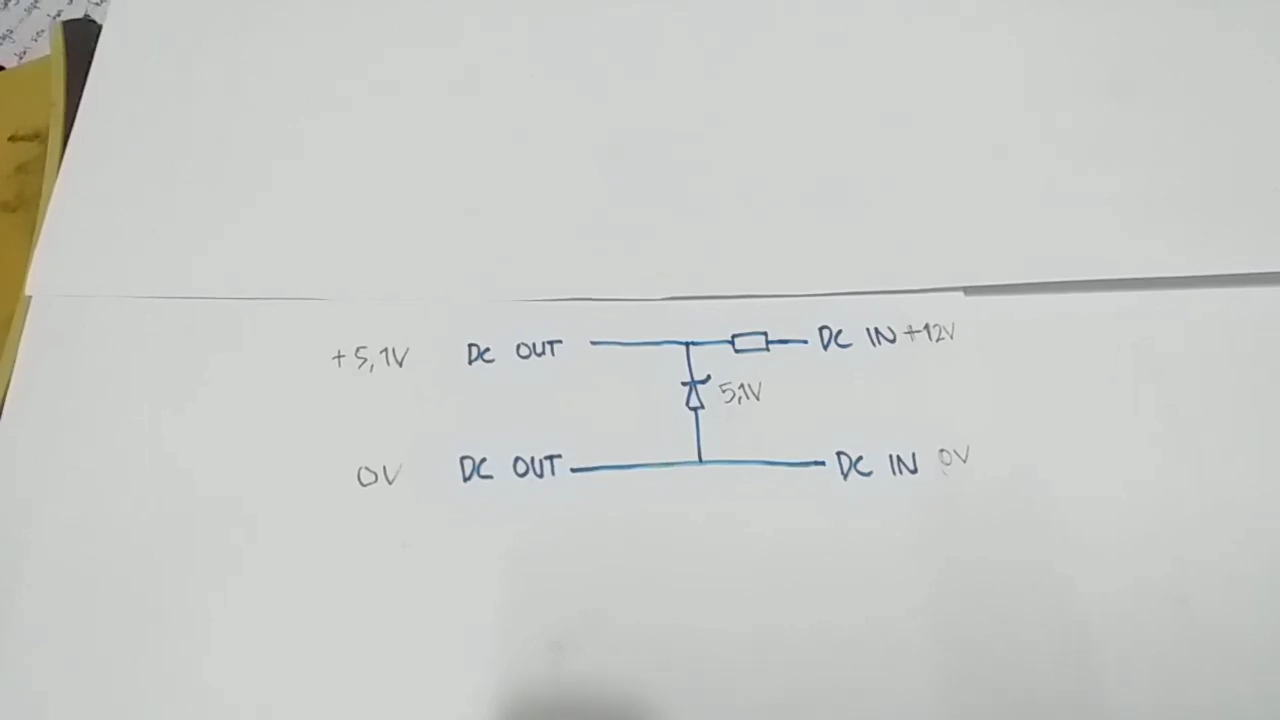 +5,1V DC OUT DC IN +12V
5,1V
0V DC OUT DC IN 0V